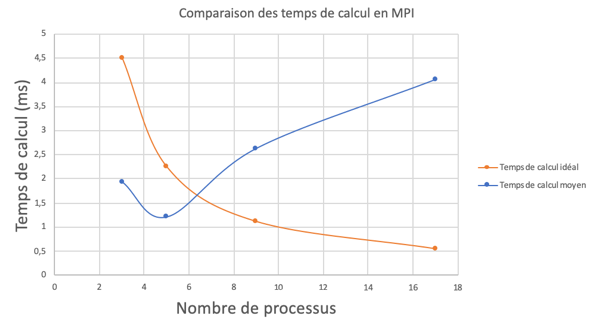 Comparaison des temps de calcul en MPI
5
4,5
4
3,5
3
2,5
2
1,5
1
0,5
0
Temps de calcul (ms)
0 2 4 6 8 10 12 14 16 18
Nombre de processus
Temps de calcul idéal
Temps de calcul moyen